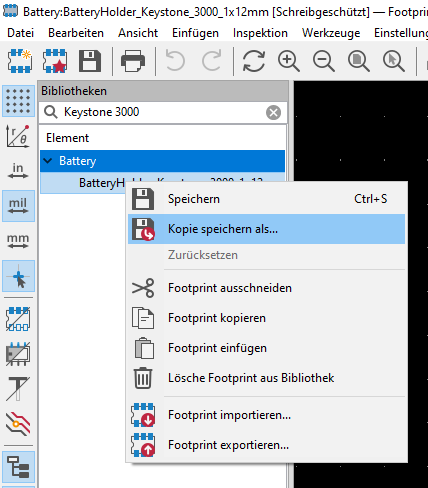 Battery:BatteryHolder_Keystone_3000_1x12mm [Schreibgeschützt] — Footpr
Datei Bearbeiten Ansicht Einfügen Inspektion Werkzeuge Einstellung
Bibliotheken
Keystone 3000
Element
Battery
BatteryHolder_Keystone_3000_1x12
Speichern Ctrl+S
Kopie speichern als...
Zurücksetzen
Footprint ausschneiden
Footprint kopieren
Footprint einfügen
Lösche Footprint aus Bibliothek
Footprint importieren...
Footprint exportieren...
r θ
in
mil
mm
T